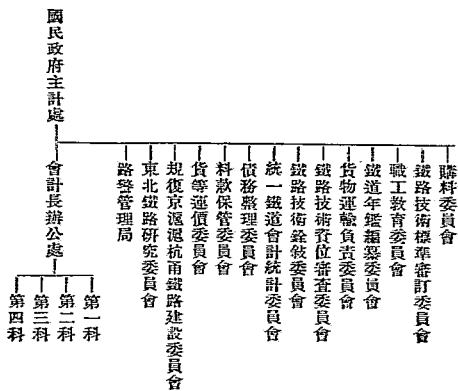 購料委員會
鐵路技術標準審訂委員會
職工教育委員會
鐵道年鑑編纂委員會
貨物運輸負責委員會
鐵路技術資位審查委員會
鐵路技術銓敘委員會
統一鐵道會計統計委員會
債務整理委員會
料款保管委員會
貨等運價委員會
規復京滬滬杭甬鐵路建設委員會
東北鐵路研究委員會
路警管理局
國民政府主計處
會計長辦公處
第一科
第二科
第三科
第四科